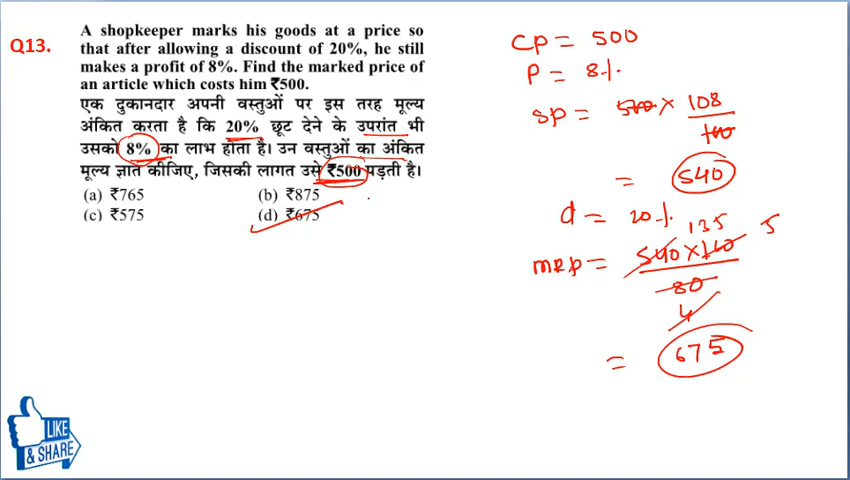 Q13.
A shopkeeper marks his goods at a price so
that after allowing a discount of 20%, he still
makes a profit of 8%. Find the marked price of
an article which costs him ₹500.
एक दुकानदार अपनी वस्तुओं पर इस तरह मूल्य
अंकित करता है कि 20% छूट देने के उपरांत भी
उसको 8% का लाभ होता है। उन वस्तुओं का अंकित
मूल्य ज्ञात कीजिए, जिसकी लागत उसे ₹500 पड़ती है।
(a) ₹765 (b) ₹875
(c) ₹575 (d) ₹675
CP = 500
P = 8%
SP = 500 × 108
100
= 540
d = 20%
135 5
MRP = 540 × 100
80
4
= 675
LIKE
& SHARE